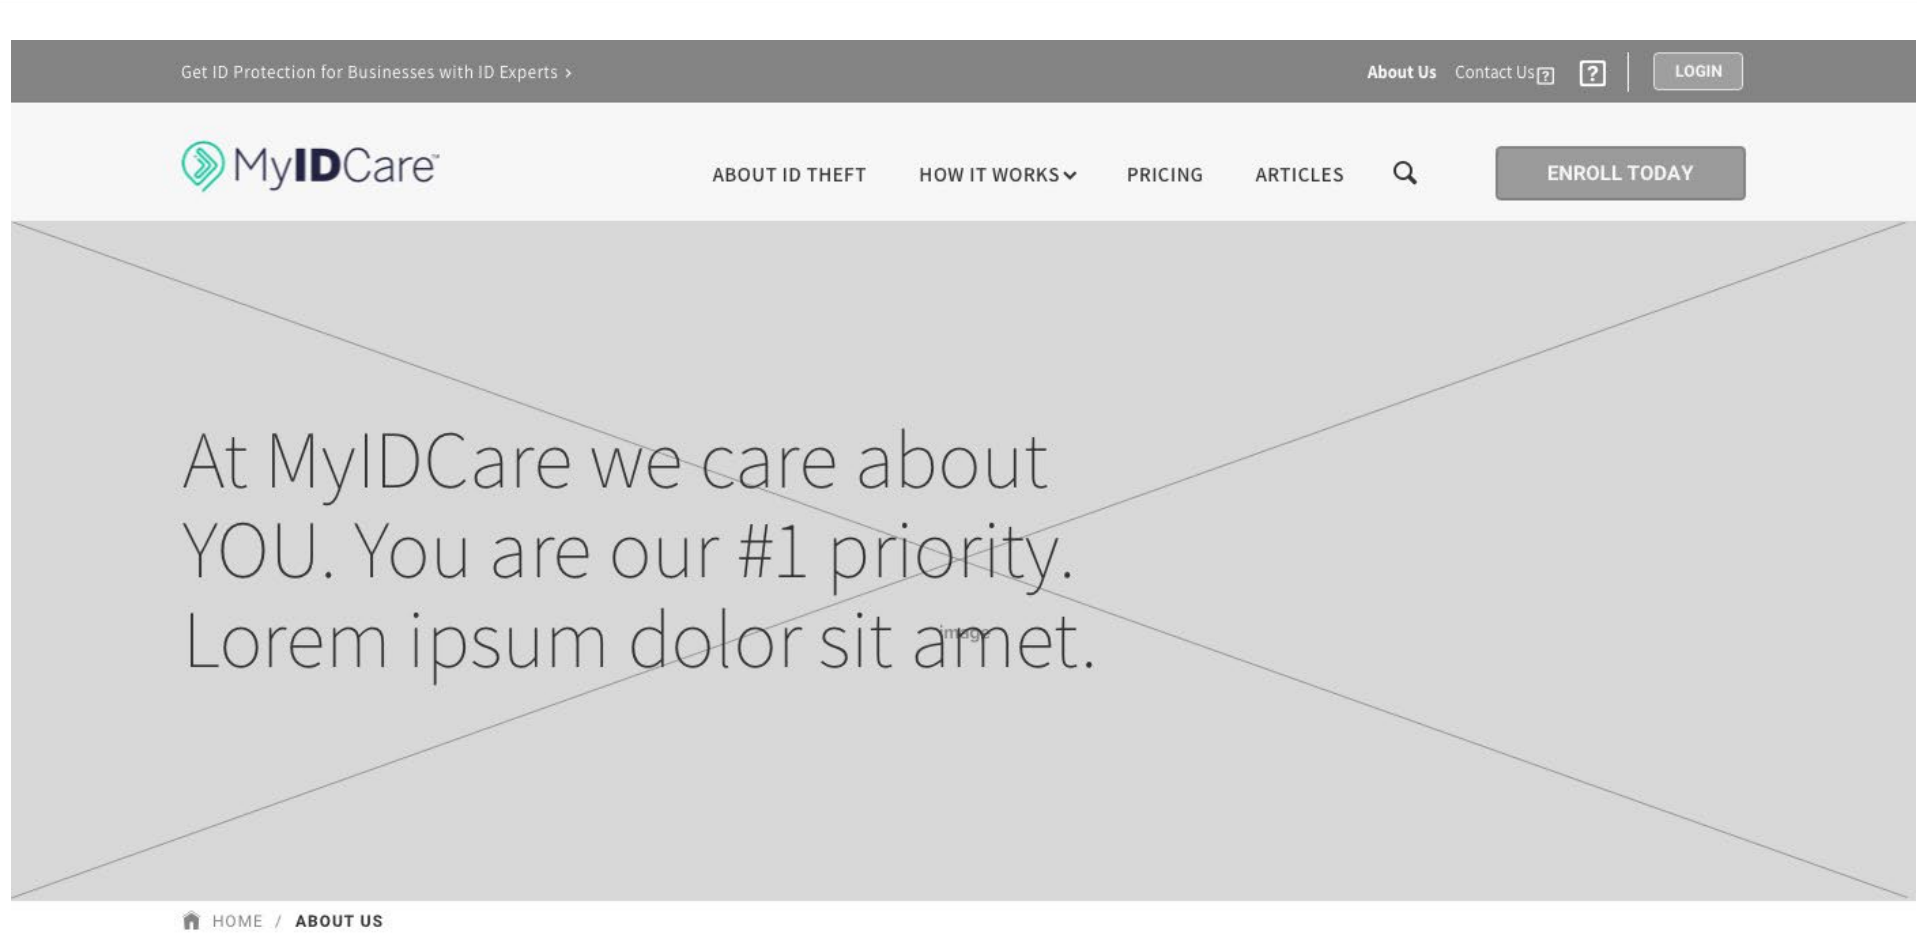 Get ID Protection for Businesses with ID Experts >
About Us Contact Us ? ? LOGIN
MyIDCare™
ABOUT ID THEFT HOW IT WORKS PRICING ARTICLES ENROLL TODAY
At MyIDCare we care about
YOU. You are our #1 priority.
Lorem ipsum dolor sit amet.
image
HOME / ABOUT US